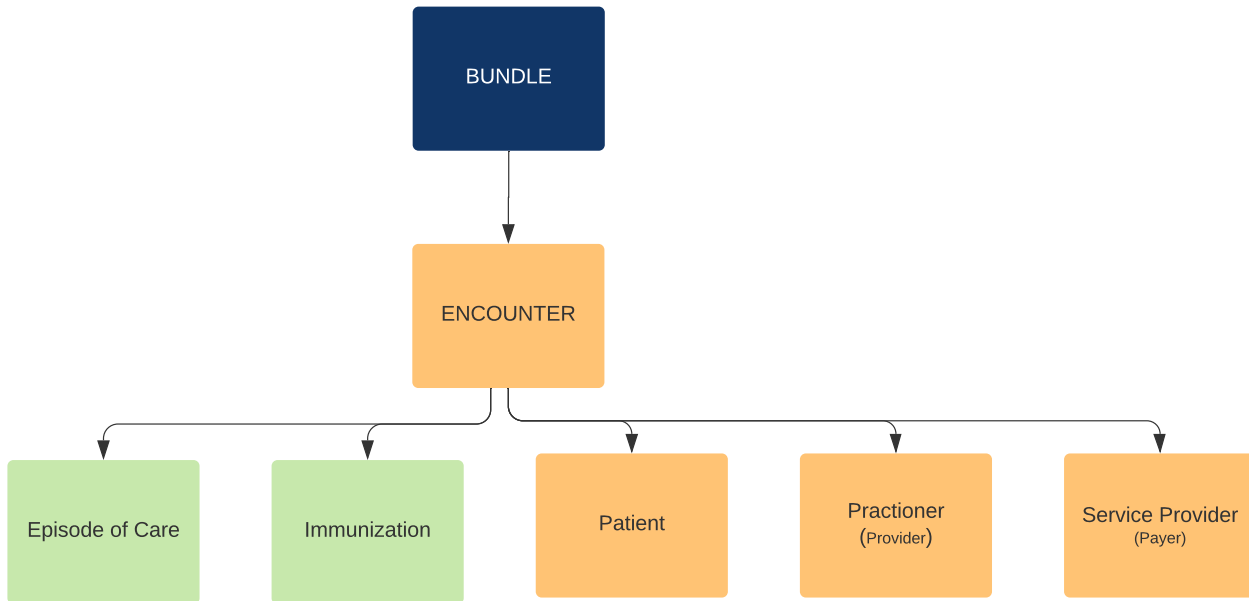 BUNDLE
ENCOUNTER
Episode of Care
Immunization
Patient
Practioner
(Provider)
Service Provider
(Payer)